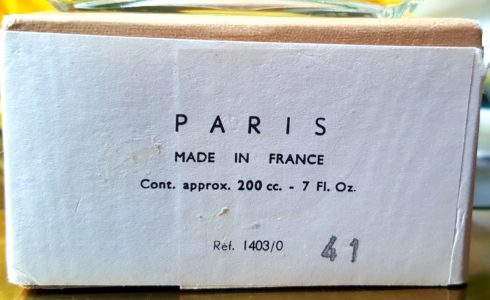 PARIS
MADE IN FRANCE
Cont. approx. 200 cc. - 7 Fl. Oz.
Réf. 1403/0 41